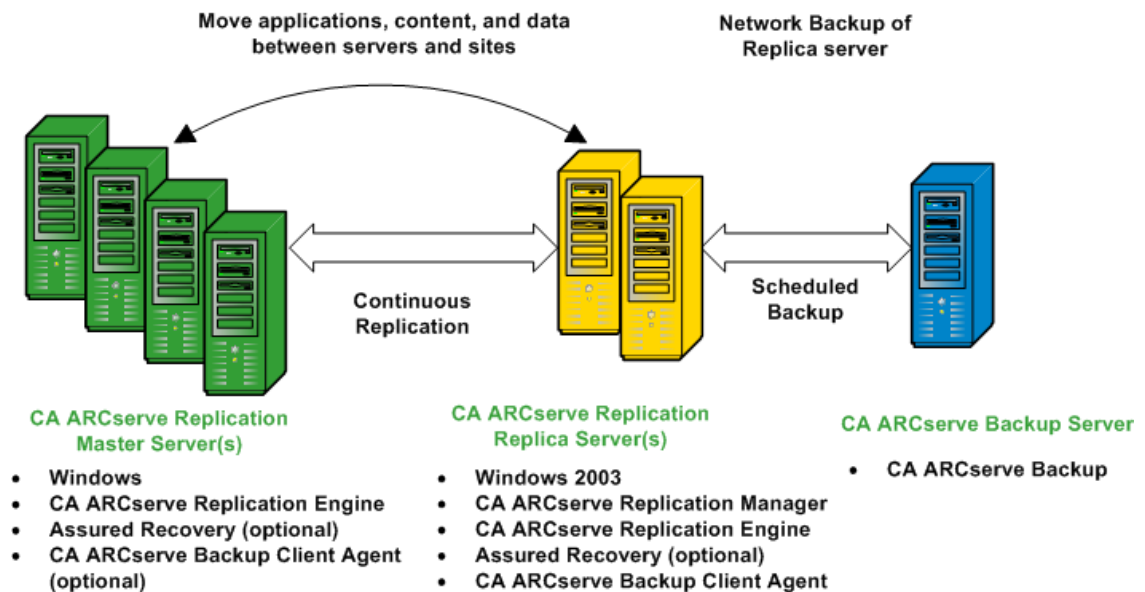 Move applications, content, and data
between servers and sites
Network Backup of
Replica server
Continuous
Replication
Scheduled
Backup
CA ARCserve Replication
Master Server(s)
• Windows
• CA ARCserve Replication Engine
• Assured Recovery (optional)
• CA ARCserve Backup Client Agent
(optional)
CA ARCserve Replication
Replica Server(s)
• Windows 2003
• CA ARCserve Replication Manager
• CA ARCserve Replication Engine
• Assured Recovery (optional)
• CA ARCserve Backup Client Agent
CA ARCserve Backup Server
• CA ARCserve Backup